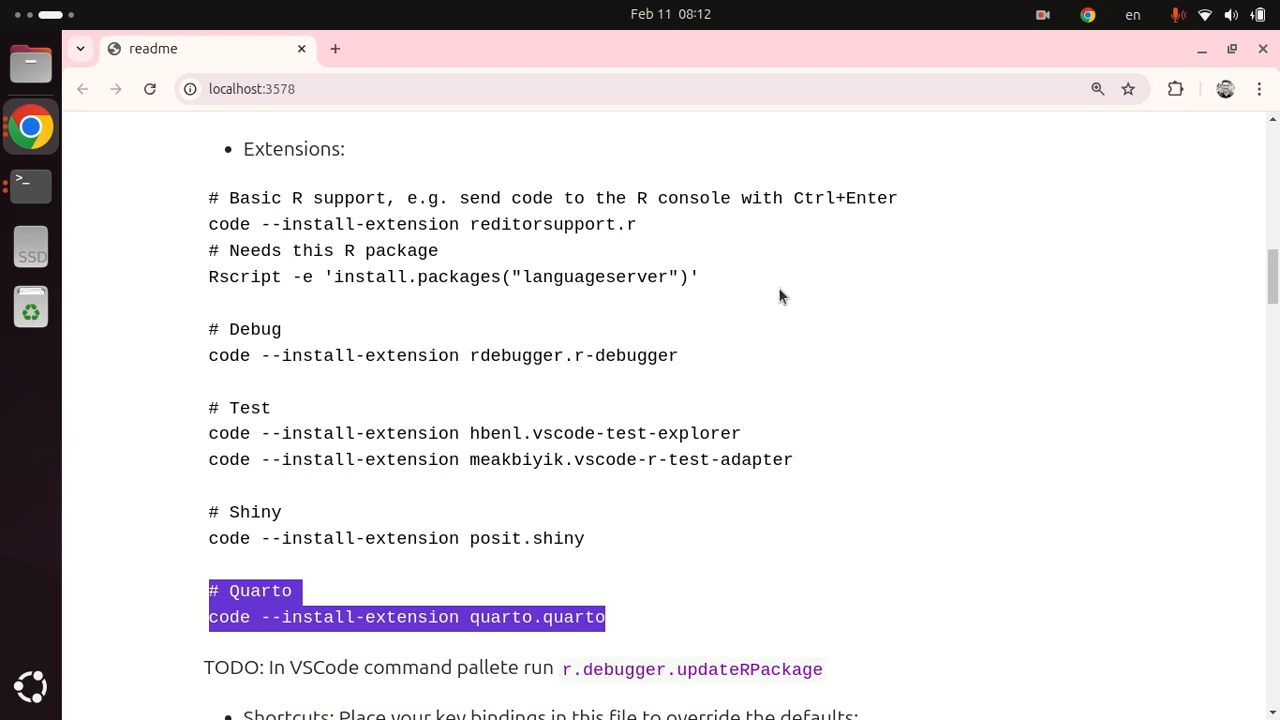 Feb 11 08:12
en
readme
localhost:3578
Extensions:
# Basic R support, e.g. send code to the R console with Ctrl+Enter
code --install-extension reditorsupport.r
# Needs this R package
Rscript -e 'install.packages("languageserver")'
# Debug
code --install-extension rdebugger.r-debugger
# Test
code --install-extension hbenl.vscode-test-explorer
code --install-extension meakbiyik.vscode-r-test-adapter
# Shiny
code --install-extension posit.shiny
# Quarto
code --install-extension quarto.quarto
TODO: In VSCode command pallete run r.debugger.updateRPackage
Shortcuts: Place your key bindings in this file to override the defaults:
SSD